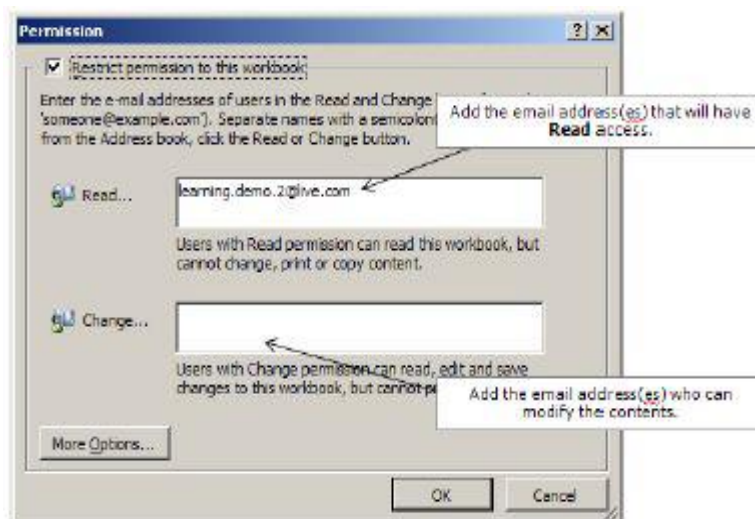 Permission
Restrict permission to this workbook
Enter the e-mail addresses of users in the Read and Change
'someone@example.com'). Separate names with a semicolon
from the Address book, click the Read or Change button.
Add the email address(es) that will have
Read access.
Read...
learning.demo.2@live.com
Users with Read permission can read this workbook, but
cannot change, print or copy content.
Change...
Users with Change permission can read, edit and save
changes to this workbook, but cannot
Add the email address(es) who can
modify the contents.
More Options...
OK
Cancel